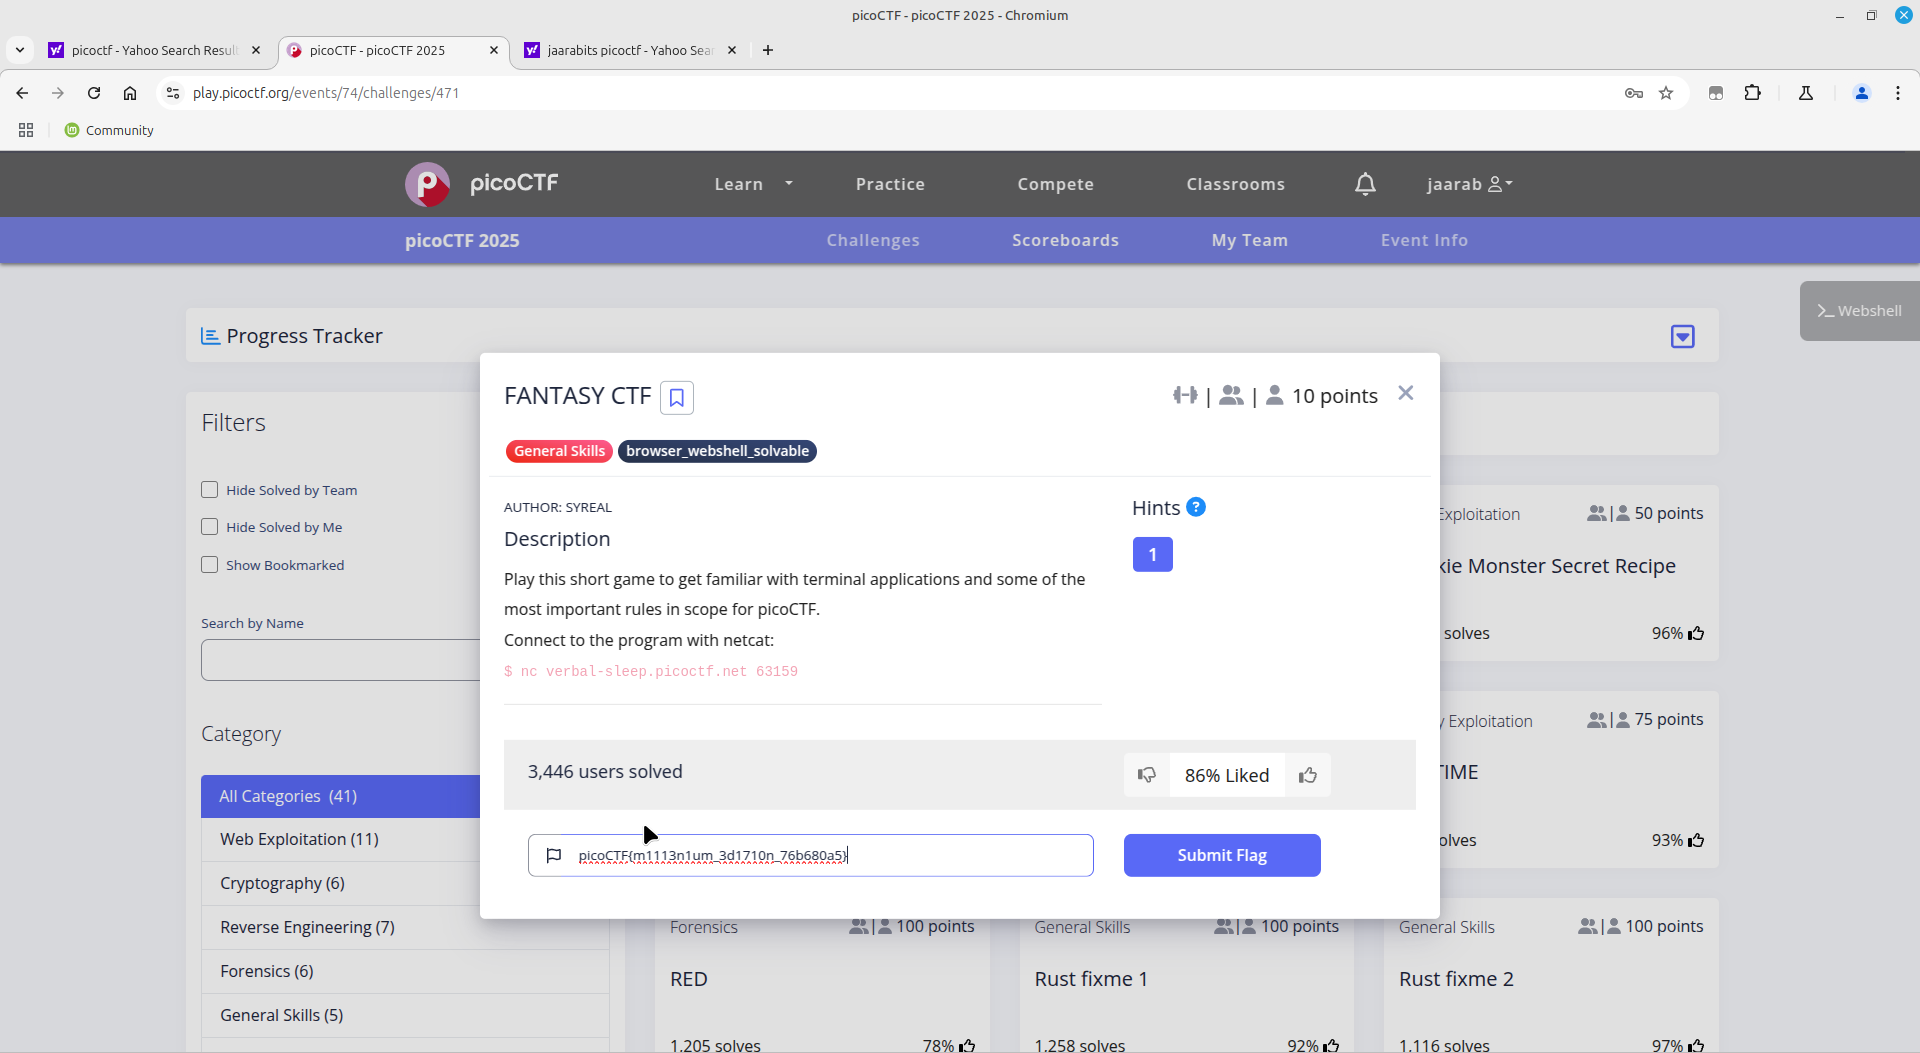 picoCTF - picoCTF 2025 - Chromium
picoctf - Yahoo Search Resul
picoCTF - picoCTF 2025
jaarabits picoctf - Yahoo Sear
play.picoctf.org/events/74/challenges/471
Community
picoCTF
Learn
Practice
Compete
Classrooms
jaarab
picoCTF 2025
Challenges
Scoreboards
My Team
Event Info
Webshell
Progress Tracker
Filters
Hide Solved by Team
Hide Solved by Me
Show Bookmarked
Search by Name
Category
All Categories (41)
Web Exploitation (11)
Cryptography (6)
Reverse Engineering (7)
Forensics (6)
General Skills (5)
FANTASY CTF
| | 10 points
General Skills
browser_webshell_solvable
AUTHOR: SYREAL
Description
Play this short game to get familiar with terminal applications and some of the
most important rules in scope for picoCTF.
Connect to the program with netcat:
$ nc verbal-sleep.picoctf.net 63159
Hints ?
1
3,446 users solved
86% Liked
picoCTF{m1113n1um_3d1710n_76b680a5}
Submit Flag
Exploitation
| 50 points
kie Monster Secret Recipe
solves
96%
y Exploitation
| 75 points
TIME
olves
93%
Forensics
| 100 points
RED
1,205 solves
78%
General Skills
| 100 points
Rust fixme 1
1,258 solves
92%
General Skills
| 100 points
Rust fixme 2
1,116 solves
97%